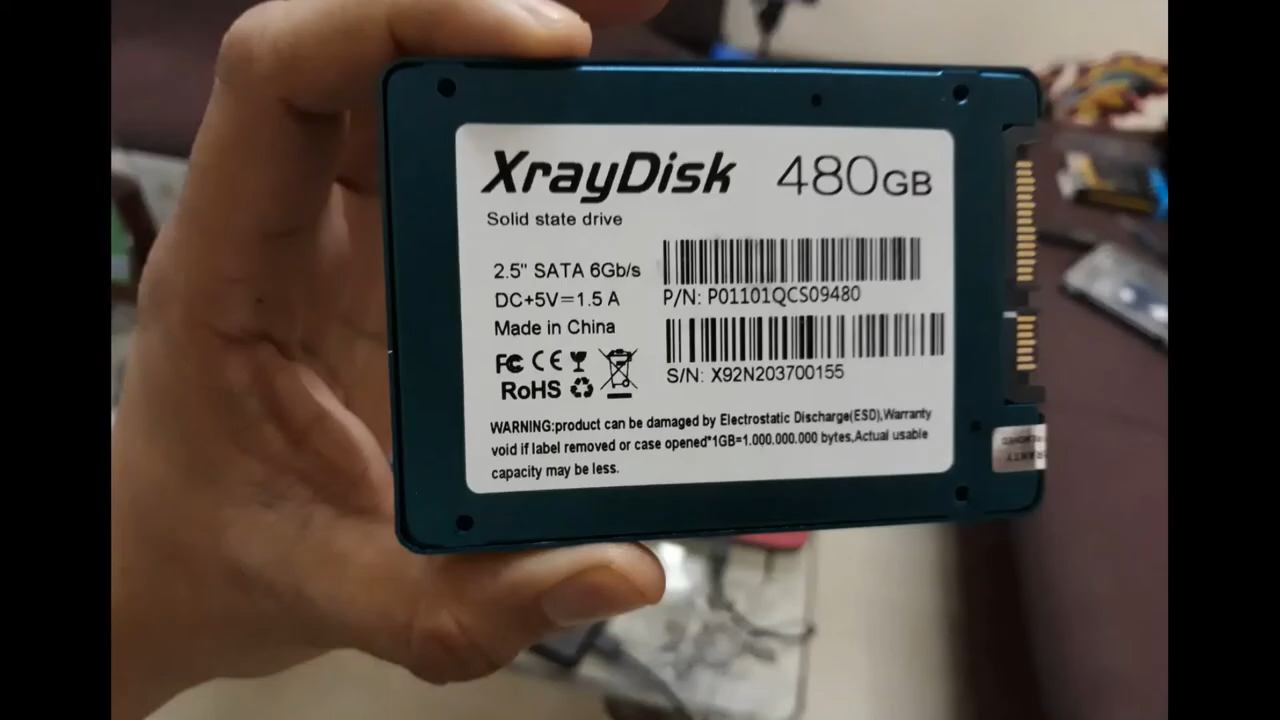 XrayDisk 480GB
Solid state drive
2.5" SATA 6Gb/s
DC+5V=1.5 A
Made in China
FC CE
RoHS
P/N: P01101QCS09480
S/N: X92N203700155
WARNING:product can be damaged by Electrostatic Discharge(ESD),Warranty
void if label removed or case opened*1GB=1.000.000.000 bytes,Actual usable
capacity may be less.